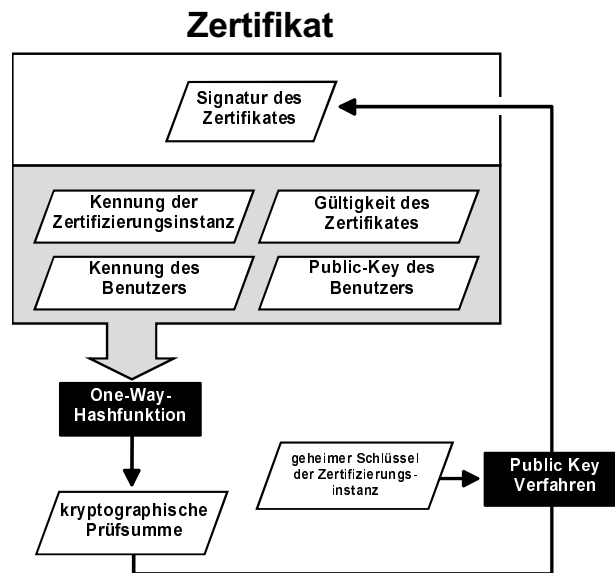 Zertifikat
Signatur des
Zertifikates
Kennung der
Zertifizierungsinstanz
Gültigkeit des
Zertifikates
Kennung des
Benutzers
Public-Key des
Benutzers
One-Way-
Hashfunktion
geheimer Schlüssel
der Zertifizierungs-
instanz
Public Key
Verfahren
kryptographische
Prüfsumme